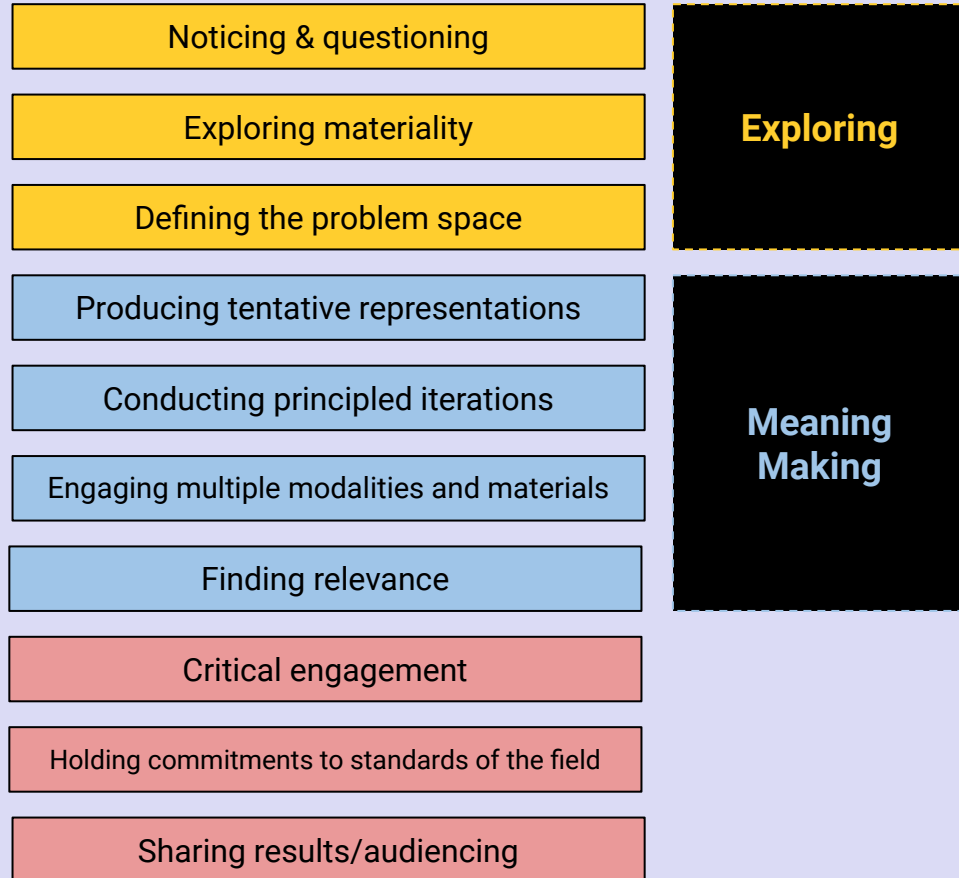 Noticing & questioning
Exploring materiality
Defining the problem space
Exploring
Producing tentative representations
Conducting principled iterations
Engaging multiple modalities and materials
Finding relevance
Meaning
Making
Critical engagement
Holding commitments to standards of the field
Sharing results/audiencing